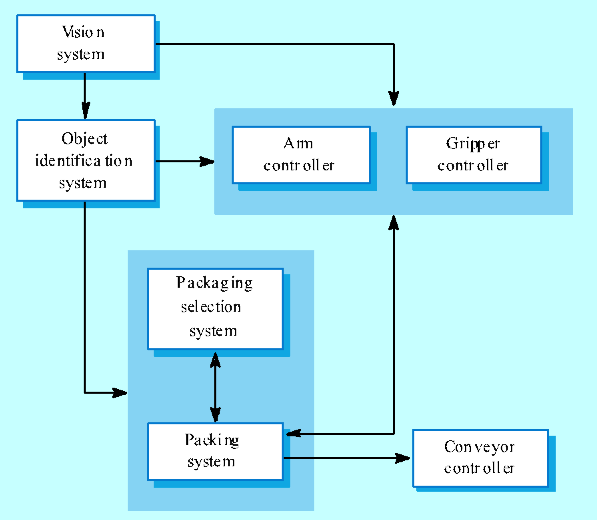 Vision
system
Object
identification
system
Arm
controller
Gripper
controller
Packaging
selection
system
Packing
system
Conveyor
controller